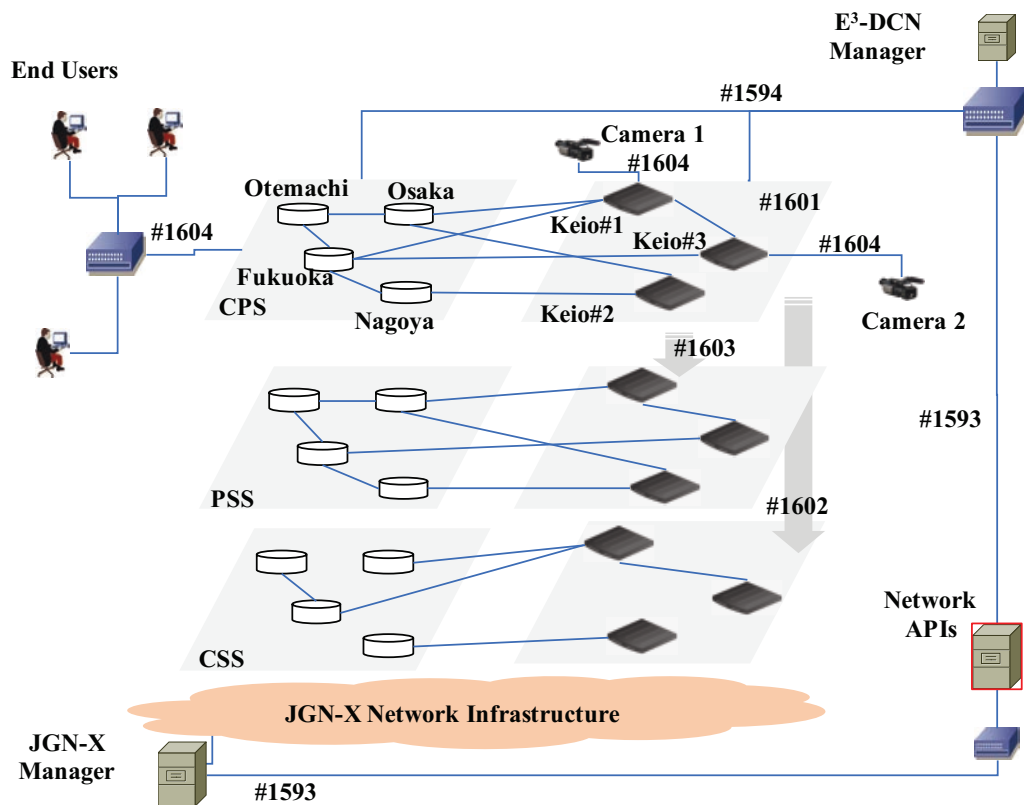 E³-DCN
Manager
End Users
#1594
Camera 1
#1604
Otemachi
Osaka
#1601
Keio#1
#1604
Keio#3
#1604
Fukuoka
CPS
Nagoya
Keio#2
Camera 2
#1603
#1593
PSS
#1602
Network
APIs
CSS
JGN-X Network Infrastructure
JGN-X
Manager
#1593